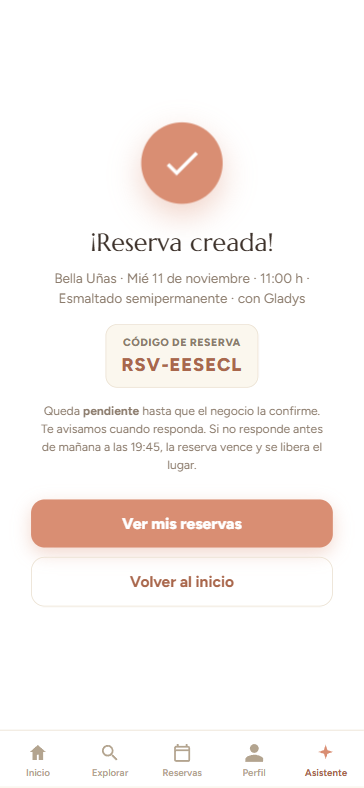 ¡Reserva creada!
Bella Uñas · Mié 11 de noviembre · 11:00 h ·
Esmaltado semipermanente · con Gladys
CÓDIGO DE RESERVA
RSV-EESECL
Queda pendiente hasta que el negocio la confirme.
Te avisamos cuando responda. Si no responde antes
de mañana a las 19:45, la reserva vence y se libera el
lugar.
Ver mis reservas
Volver al inicio
Inicio
Explorar
Reservas
Perfil
Asistente